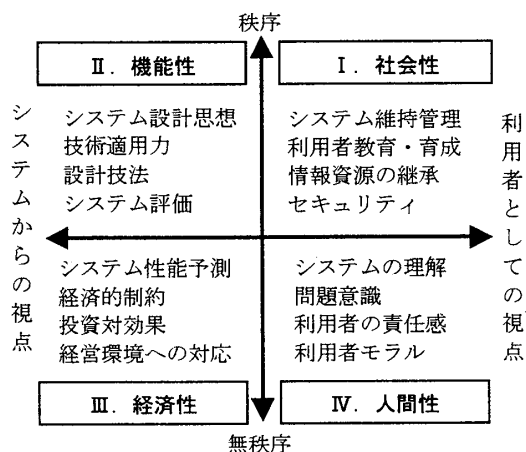 秩序
Ⅱ. 機能性
Ⅰ. 社会性
システムからの視点
システム設計思想
技術適用力
設計技法
システム評価
システム維持管理
利用者教育・育成
情報資源の継承
セキュリティ
利用者としての視点
システム性能予測
経済的制約
投資対効果
経営環境への対応
システムの理解
問題意識
利用者の責任感
利用者モラル
Ⅲ. 経済性
Ⅳ. 人間性
無秩序